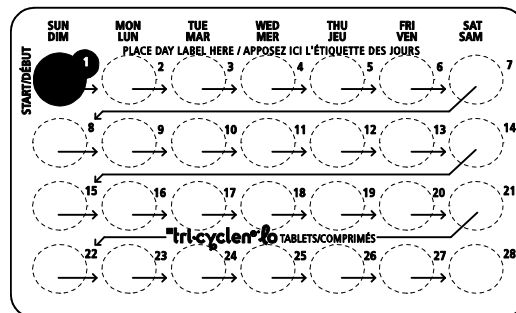 SUN MON TUE WED THU FRI SAT
DIM LUN MAR MER JEU VEN SAM
PLACE DAY LABEL HERE / APPOSEZ ICI L'ÉTIQUETTE DES JOURS
START/DÉBUT
1 2 3 4 5 6 7
8 9 10 11 12 13 14
15 16 17 18 19 20 21
tri-cyclen® lo TABLETS/COMPRIMÉS
22 23 24 25 26 27 28